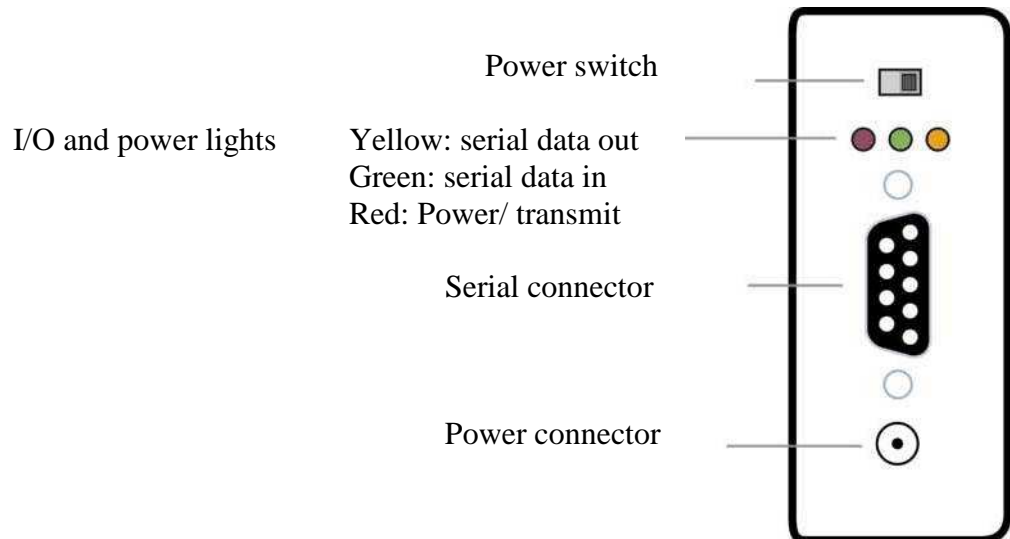 Power switch
I/O and power lights Yellow: serial data out
Green: serial data in
Red: Power/ transmit
Serial connector
Power connector